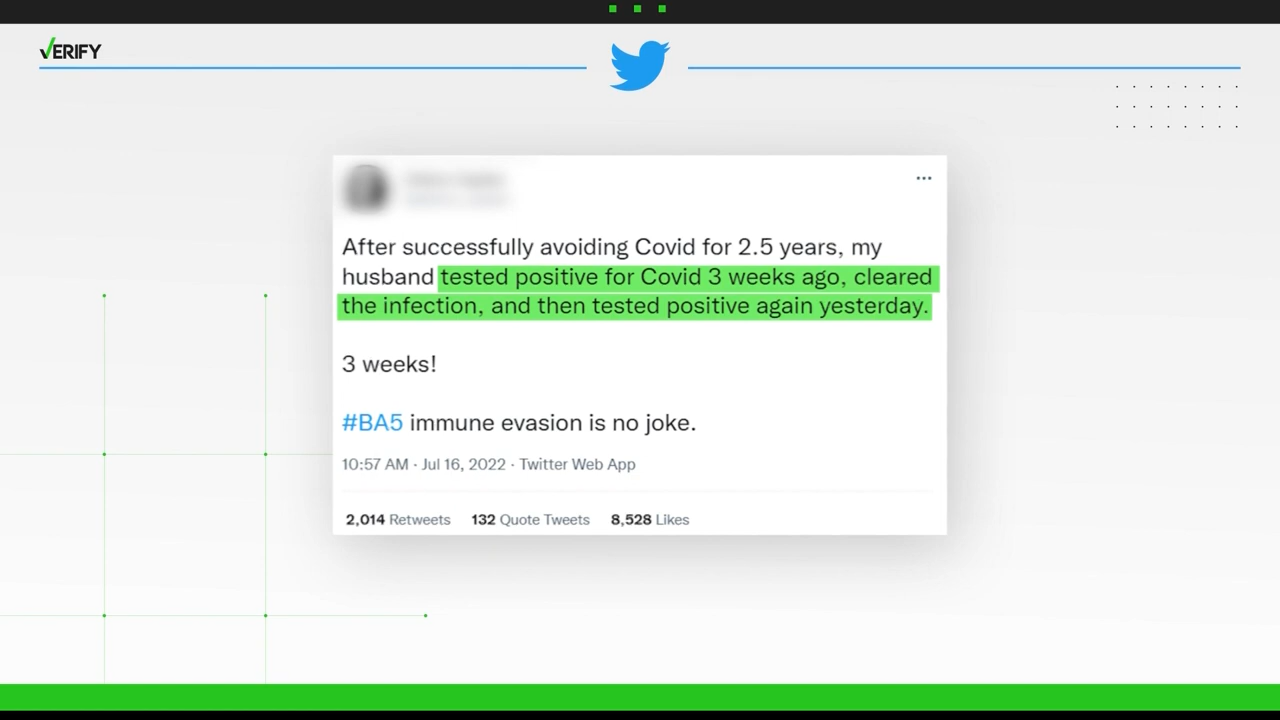 VERIFY
After successfully avoiding Covid for 2.5 years, my
husband tested positive for Covid 3 weeks ago, cleared
the infection, and then tested positive again yesterday.
3 weeks!
#BA5 immune evasion is no joke.
10:57 AM · Jul 16, 2022 · Twitter Web App
2,014 Retweets 132 Quote Tweets 8,528 Likes